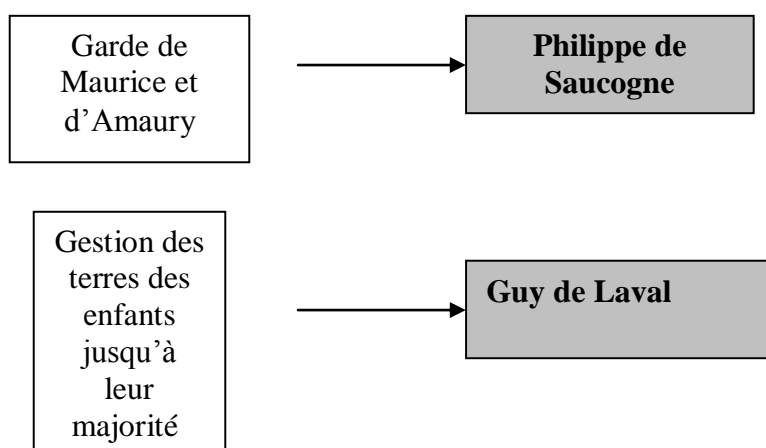 Garde de
Maurice et
d’Amaury
Philippe de
Saucogne
Gestion des
terres des
enfants
jusqu’à
leur
majorité
Guy de Laval